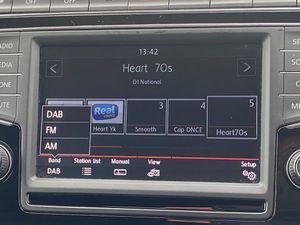 13:42
RADIO
Heart 70s
D1 National
3
4
5
DAB
Real
FM
Heart Yk
Smooth
Cap DNCE
Heart70s
AM
Band
Station list
Manual
View
Setup
DAB